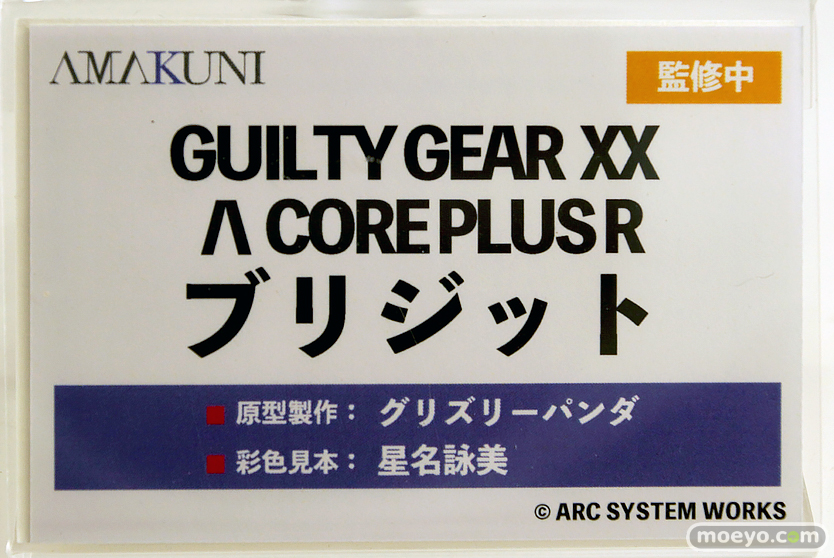 AMAKUNI
監修中
GUILTY GEAR XX
Λ CORE PLUS R
ブリジット
■ 原型製作： グリズリーパンダ
■ 彩色見本： 星名詠美
© ARC SYSTEM WORKS
moeyo.com